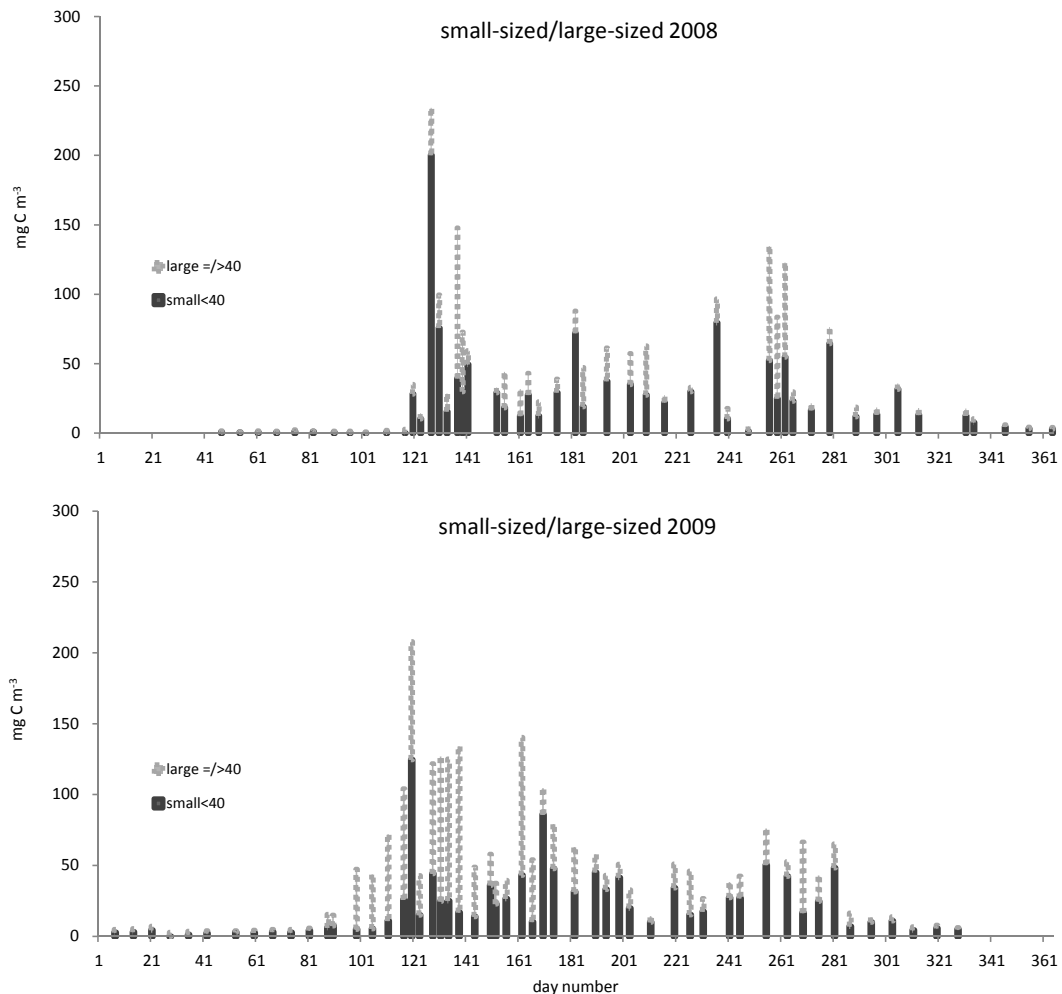 small-sized/large-sized 2008
300
250
200
150
100
50
0
mg C m-3
large =/>40
small<40
1 21 41 61 81 101 121 141 161 181 201 221 241 261 281 301 321 341 361
small-sized/large-sized 2009
300
250
200
150
100
50
0
mg C m-3
large =/>40
small<40
1 21 41 61 81 101 121 141 161 181 201 221 241 261 281 301 321 341 361
day number